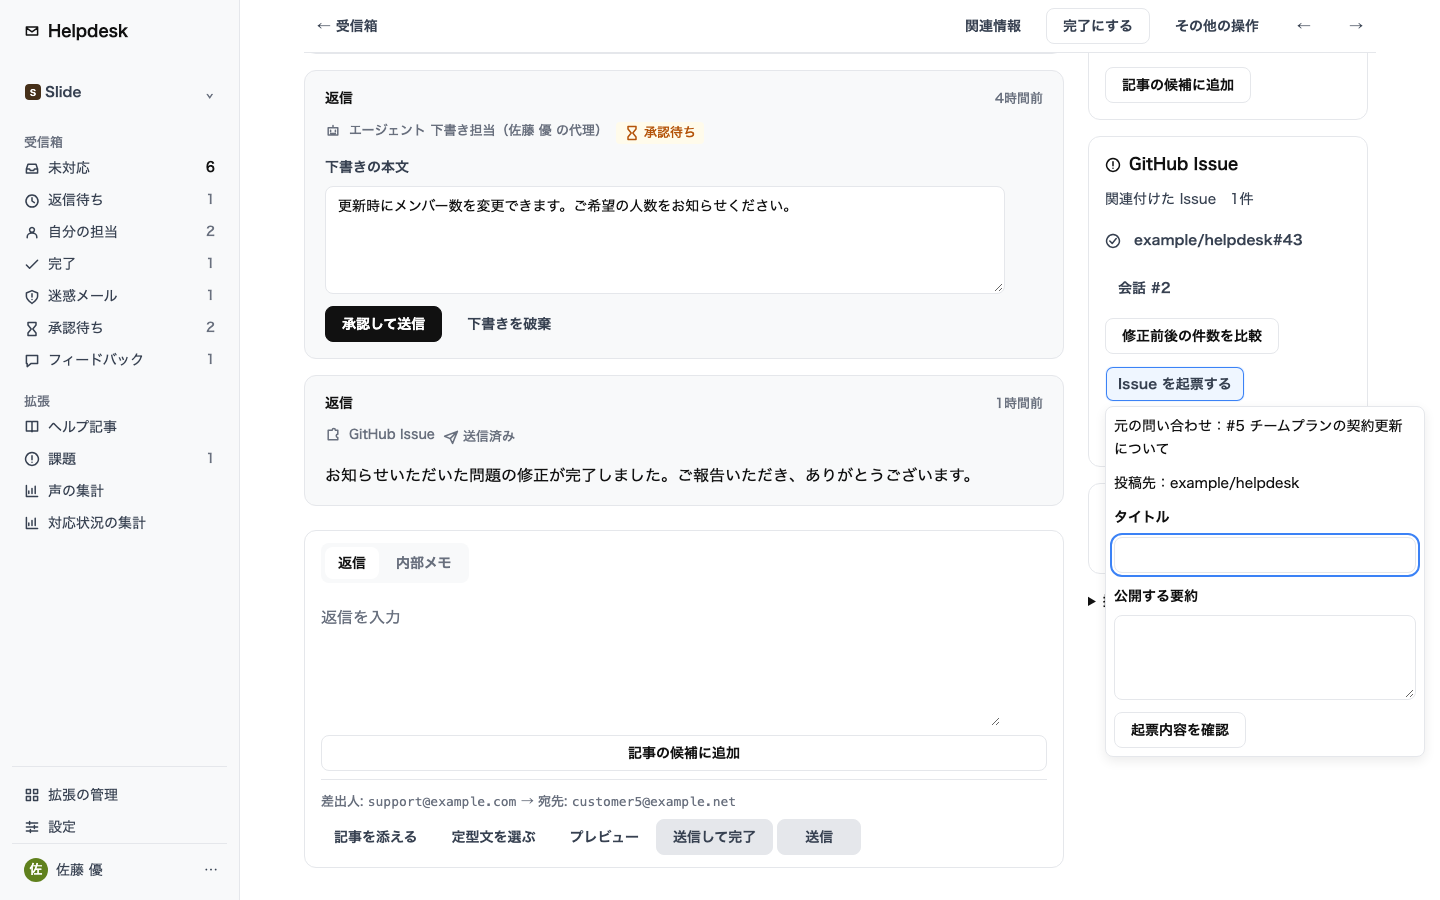 Helpdesk
S Slide
受信箱
未対応 6
返信待ち 1
自分の担当 2
完了 1
迷惑メール 1
承認待ち 2
フィードバック 1
拡張
ヘルプ記事
課題 1
声の集計
対応状況の集計
拡張の管理
設定
佐 佐藤 優 …
← 受信箱
関連情報 完了にする その他の操作 ← →
返信 4時間前
エージェント 下書き担当（佐藤 優 の代理） 承認待ち
下書きの本文
更新時にメンバー数を変更できます。ご希望の人数をお知らせください。
承認して送信 下書きを破棄
返信 1時間前
GitHub Issue 送信済み
お知らせいただいた問題の修正が完了しました。ご報告いただき、ありがとうございます。
返信 内部メモ
返信を入力
記事の候補に追加
差出人: support@example.com → 宛先: customer5@example.net
記事を添える 定型文を選ぶ プレビュー 送信して完了 送信
記事の候補に追加
GitHub Issue
関連付けた Issue 1件
example/helpdesk#43
会話 #2
修正前後の件数を比較
Issue を起票する
元の問い合わせ：#5 チームプランの契約更新
について
投稿先：example/helpdesk
タイトル
公開する要約
起票内容を確認